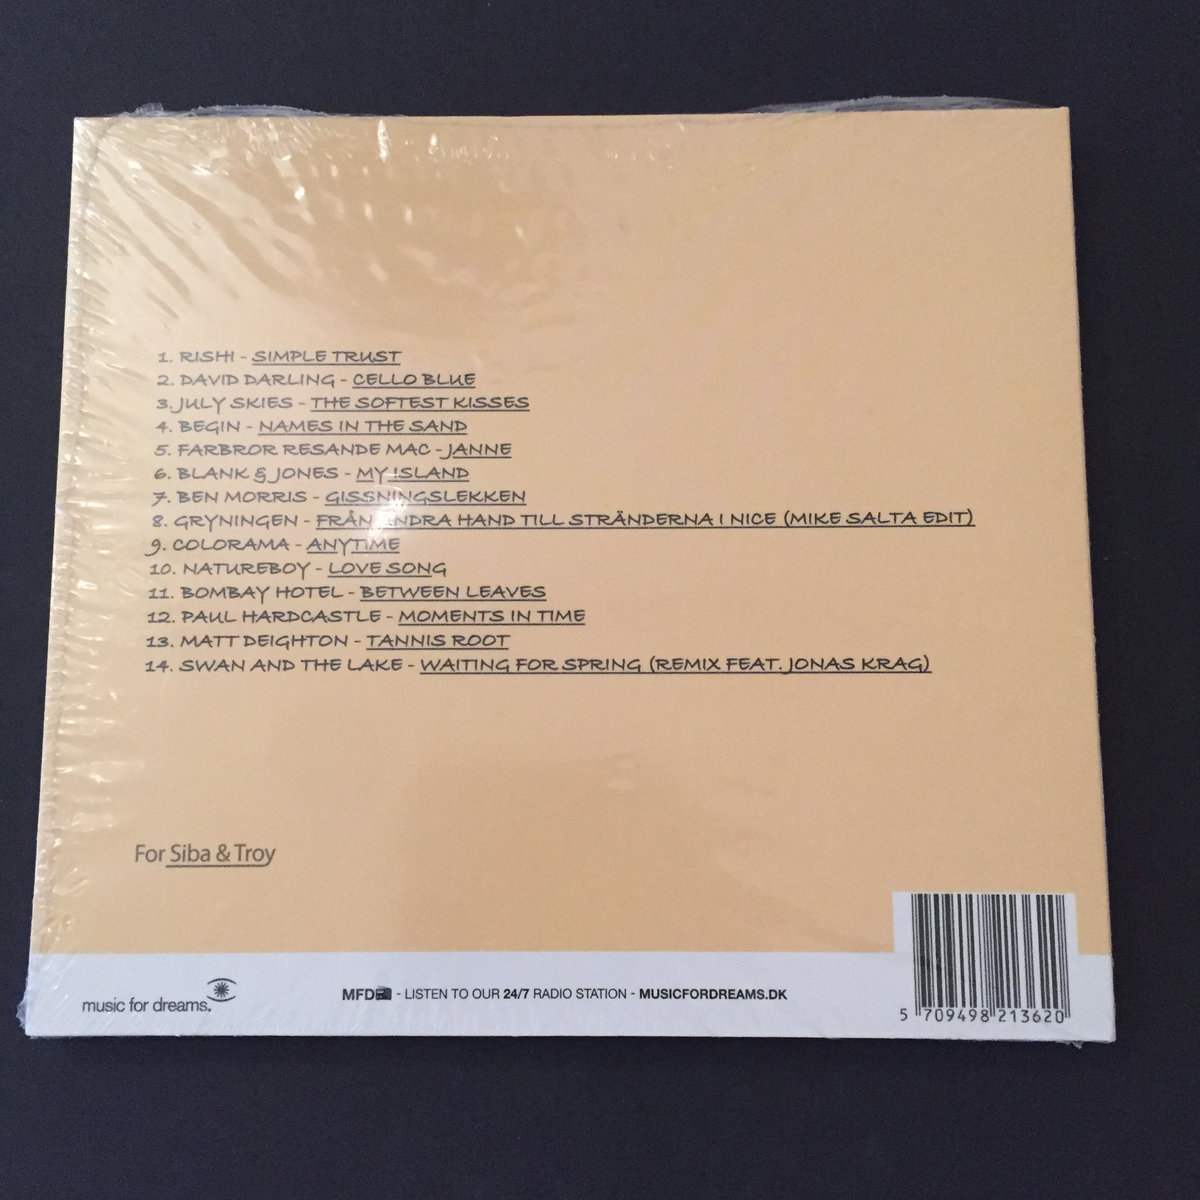 1. RISHI - SIMPLE TRUST
2. DAVID DARLING - CELLO BLUE
3. JULY SKIES - THE SOFTEST KISSES
4. BEGIN - NAMES IN THE SAND
5. FARBROR RESANDE MAC - JANNE
6. BLANK & JONES - MY ISLAND
7. BEN MORRIS - GISSNINGSLEKKEN
8. GRYNINGEN - FRÅN ANDRA HAND TILL STRÄNDERNA I NICE (MIKE SALTA EDIT)
9. COLORAMA - ANYTIME
10. NATUREBOY - LOVE SONG
11. BOMBAY HOTEL - BETWEEN LEAVES
12. PAUL HARDCASTLE - MOMENTS IN TIME
13. MATT DEIGHTON - TANNIS ROOT
14. SWAN AND THE LAKE - WAITING FOR SPRING (REMIX FEAT. JONAS KRAG)
For Siba & Troy
music for dreams.
MFD - LISTEN TO OUR 24/7 RADIO STATION - MUSICFORDREAMS.DK
5 709498 213620